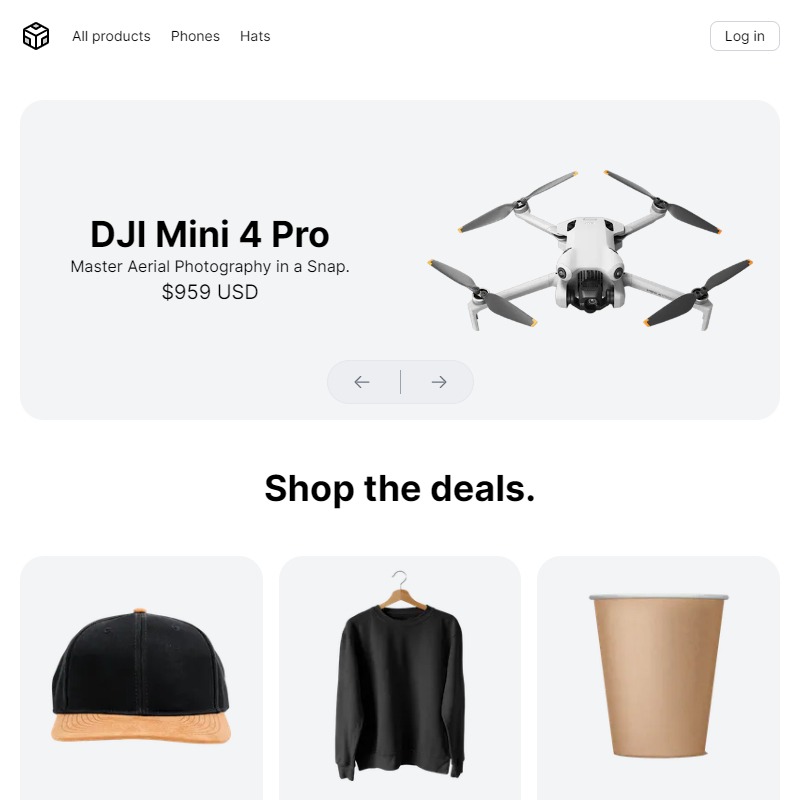 All products Phones Hats Log in
DJI Mini 4 Pro
Master Aerial Photography in a Snap.
$959 USD
Shop the deals.